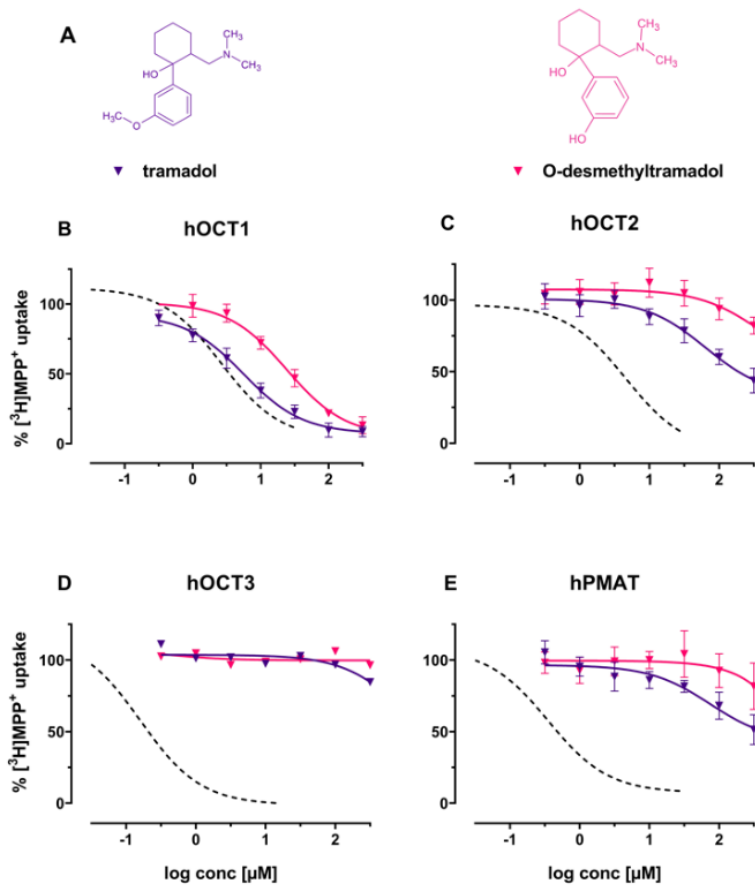 A
HO
N
CH₃
CH₃
H₃C
O
HO
N
CH₃
CH₃
HO
▼ tramadol
▼ O-desmethyltramadol
B
hOCT1
C
hOCT2
% [³H]MPP⁺ uptake
100
50
0
-1 0 1 2
100
50
0
-1 0 1 2
D
hOCT3
E
hPMAT
% [³H]MPP⁺ uptake
100
50
0
-1 0 1 2
log conc [µM]
100
50
0
-1 0 1 2
log conc [µM]